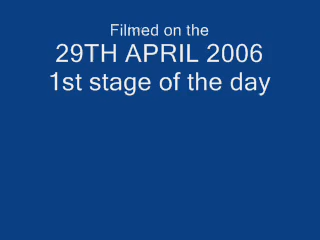 Filmed on the
29TH APRIL 2006
1st stage of the day